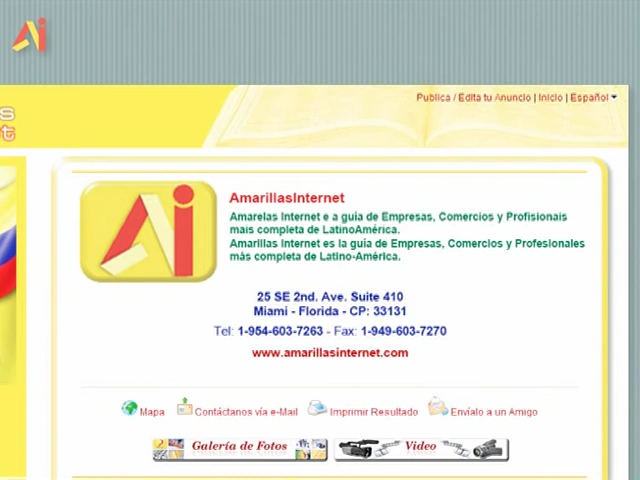 Ai
s
t
Publica / Edita tu Anuncio | Inicio | Español
Ai
AmarillasInternet
Amarelas Internet e a guia de Empresas, Comercios y Profisionais
mais completa de LatinoAmérica.
Amarillas Internet es la guía de Empresas, Comercios y Profesionales
más completa de Latino-América.
25 SE 2nd. Ave. Suite 410
Miami - Florida - CP: 33131
Tel: 1-954-603-7263 - Fax: 1-949-603-7270
www.amarillasinternet.com
Mapa Contáctanos vía e-Mail Imprimir Resultado Envíalo a un Amigo
Galería de Fotos Video